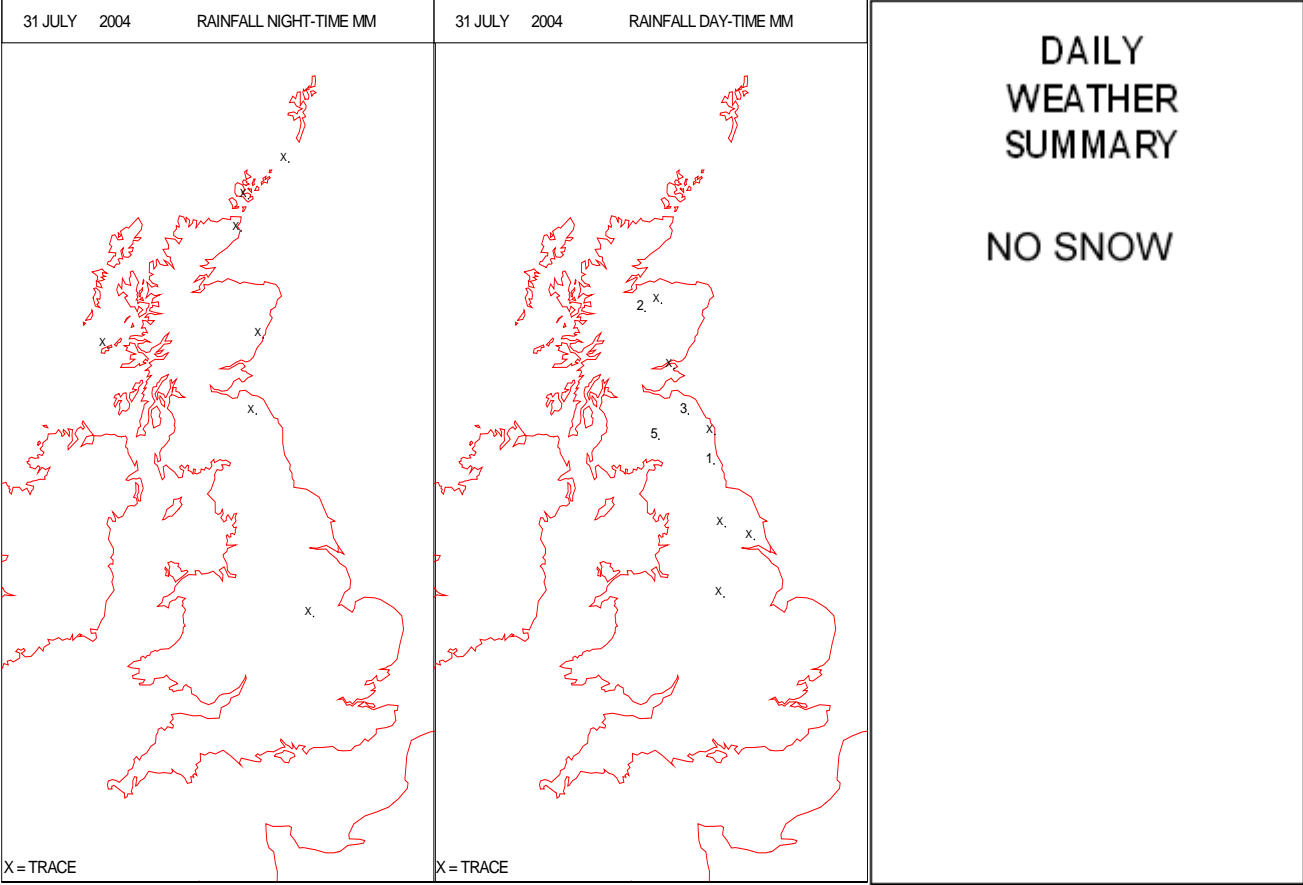 31 JULY 2004 RAINFALL NIGHT-TIME MM
X.
X.
X.
X.
X.
X.
X.
X = TRACE
31 JULY 2004 RAINFALL DAY-TIME MM
X.
2.
X.
3.
X.
5.
1.
X.
X.
X.
X = TRACE
DAILY
WEATHER
SUMMARY
NO SNOW